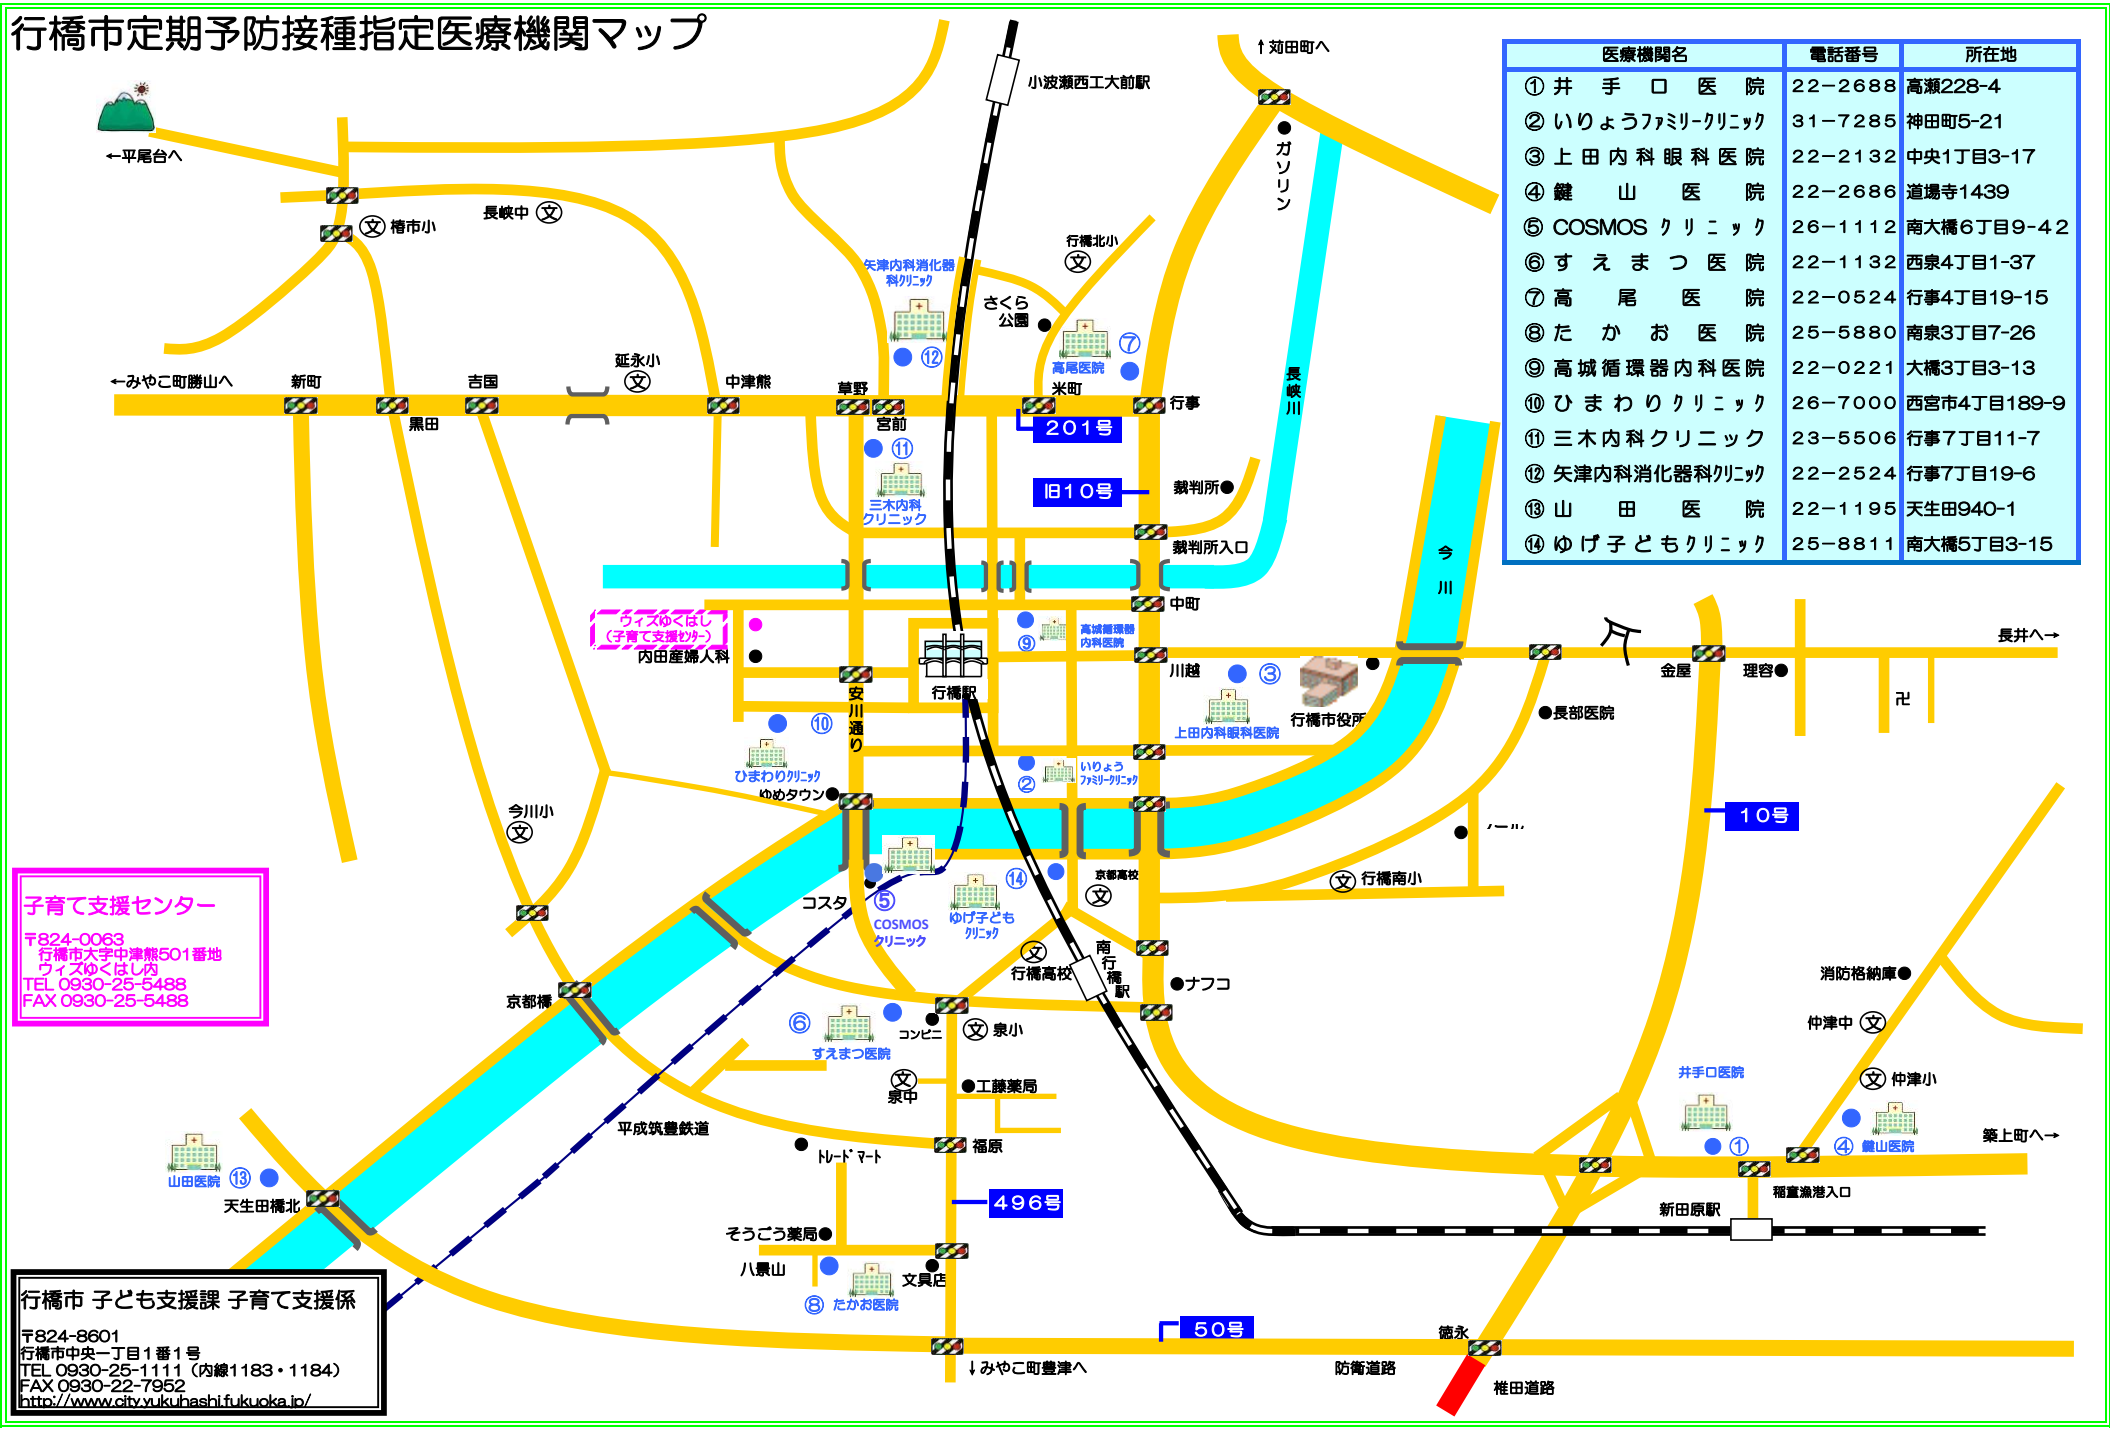 行橋市定期予防接種指定医療機関マップ
医療機関名 電話番号 所在地
①井手口医院 22-2688 高瀬228-4
②いりょうファミリークリニック 31-7285 神田町5-21
③上田内科眼科医院 22-2132 中央1丁目3-17
④鍵山医院 22-2686 道場寺1439
⑤COSMOSクリニック 26-1112 南大橋6丁目9-42
⑥すえまつ医院 22-1132 西泉4丁目1-37
⑦高尾医院 22-0524 行事4丁目19-15
⑧たかお医院 25-5880 南泉3丁目7-26
⑨高城循環器内科医院 22-0221 大橋3丁目3-13
⑩ひまわりクリニック 26-7000 西宮市4丁目189-9
⑪三木内科クリニック 23-5506 行事7丁目11-7
⑫矢津内科消化器科クリニック 22-2524 行事7丁目19-6
⑬山田医院 22-1195 天生田940-1
⑭ゆげ子どもクリニック 25-8811 南大橋5丁目3-15
↑苅田町へ
小波瀬西工大前駅
ガソリン
←平尾台へ
長峡中 文
文 椿市小
行橋北小
文
矢津内科消化器
科クリニック
⑫
さくら
公園
⑦
高尾医院
延永小
文
←みやこ町勝山へ
新町
吉国
中津熊
草野
米町
行事
長峡川
黒田
宮前
201号
⑪
三木内科
クリニック
旧10号
裁判所
裁判所入口
今川
ウィズゆくはし
(子育て支援センター)
内田産婦人科
中町
⑨
高城循環器
内科医院
長井へ→
川越
③
金屋
理容
卍
行橋駅
安川通り
⑩
上田内科眼科医院
行橋市役所
長部医院
ひまわりクリニック
②
いりょう
ファミリークリニック
ゆめタウン
今川小
文
10号
コスタ
⑤
COSMOS
クリニック
⑭
ゆげ子ども
クリニック
京都高校
文
文 行橋南小
子育て支援センター
〒824-0063
行橋市大字中津熊501番地
ウィズゆくはし内
TEL 0930-25-5488
FAX 0930-25-5488
文
行橋高校
南行橋駅
ナフコ
消防格納庫
京都橋
⑥
すえまつ医院
コンビニ
文 泉小
仲津中 文
文
泉中
工藤薬局
井手口医院
文 仲津小
平成筑豊鉄道
トレードマート
福原
①
④ 鍵山医院
築上町へ→
山田医院 ⑬
天生田橋北
496号
新田原駅
稲童漁港入口
そうごう薬局
八景山
文具店
⑧ たかお医院
50号
徳永
↓みやこ町豊津へ
防衛道路
椎田道路
行橋市 子ども支援課 子育て支援係
〒824-8601
行橋市中央一丁目1番1号
TEL 0930-25-1111(内線1183・1184)
FAX 0930-22-7952
http://www.city.yukuhashi.fukuoka.jp/